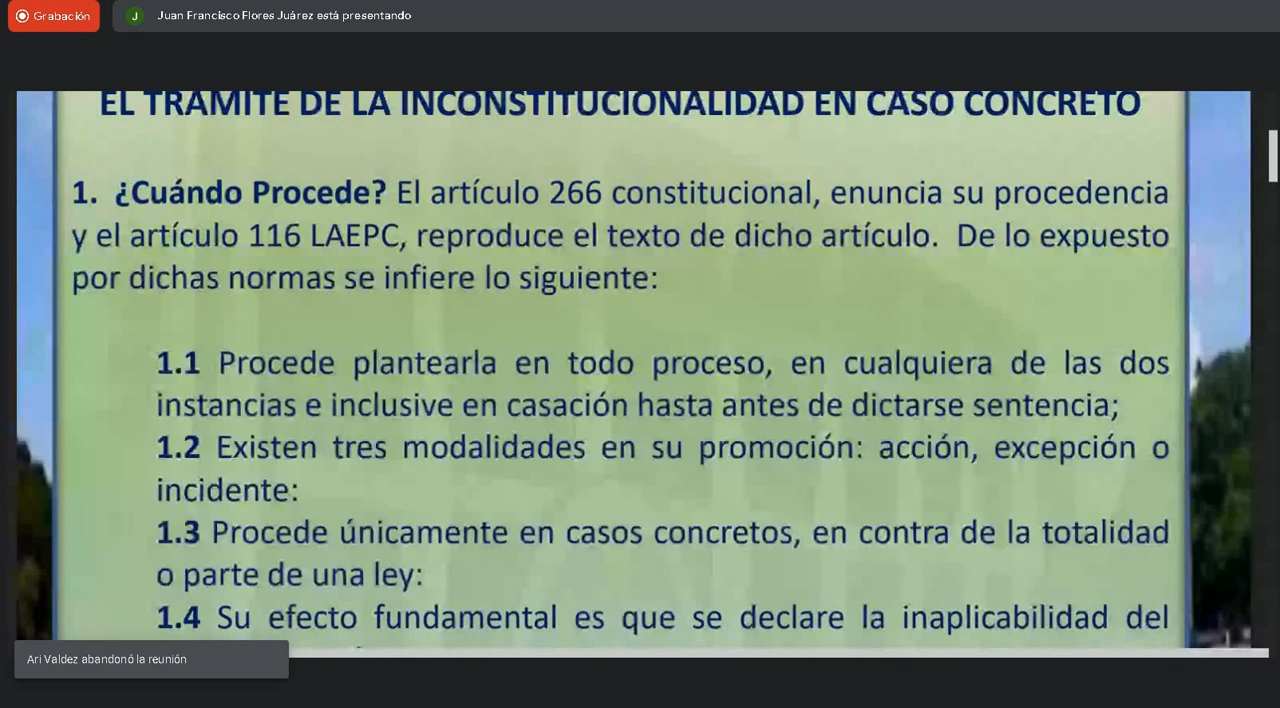 Grabación
J
Juan Francisco Flores Juárez está presentando
EL TRAMITE DE LA INCONSTITUCIONALIDAD EN CASO CONCRETO
1. ¿Cuándo Procede? El artículo 266 constitucional, enuncia su procedencia
y el artículo 116 LAEPC, reproduce el texto de dicho artículo. De lo expuesto
por dichas normas se infiere lo siguiente:
1.1 Procede plantearla en todo proceso, en cualquiera de las dos
instancias e inclusive en casación hasta antes de dictarse sentencia;
1.2 Existen tres modalidades en su promoción: acción, excepción o
incidente:
1.3 Procede únicamente en casos concretos, en contra de la totalidad
o parte de una ley:
1.4 Su efecto fundamental es que se declare la inaplicabilidad del
Ari Valdez abandonó la reunión